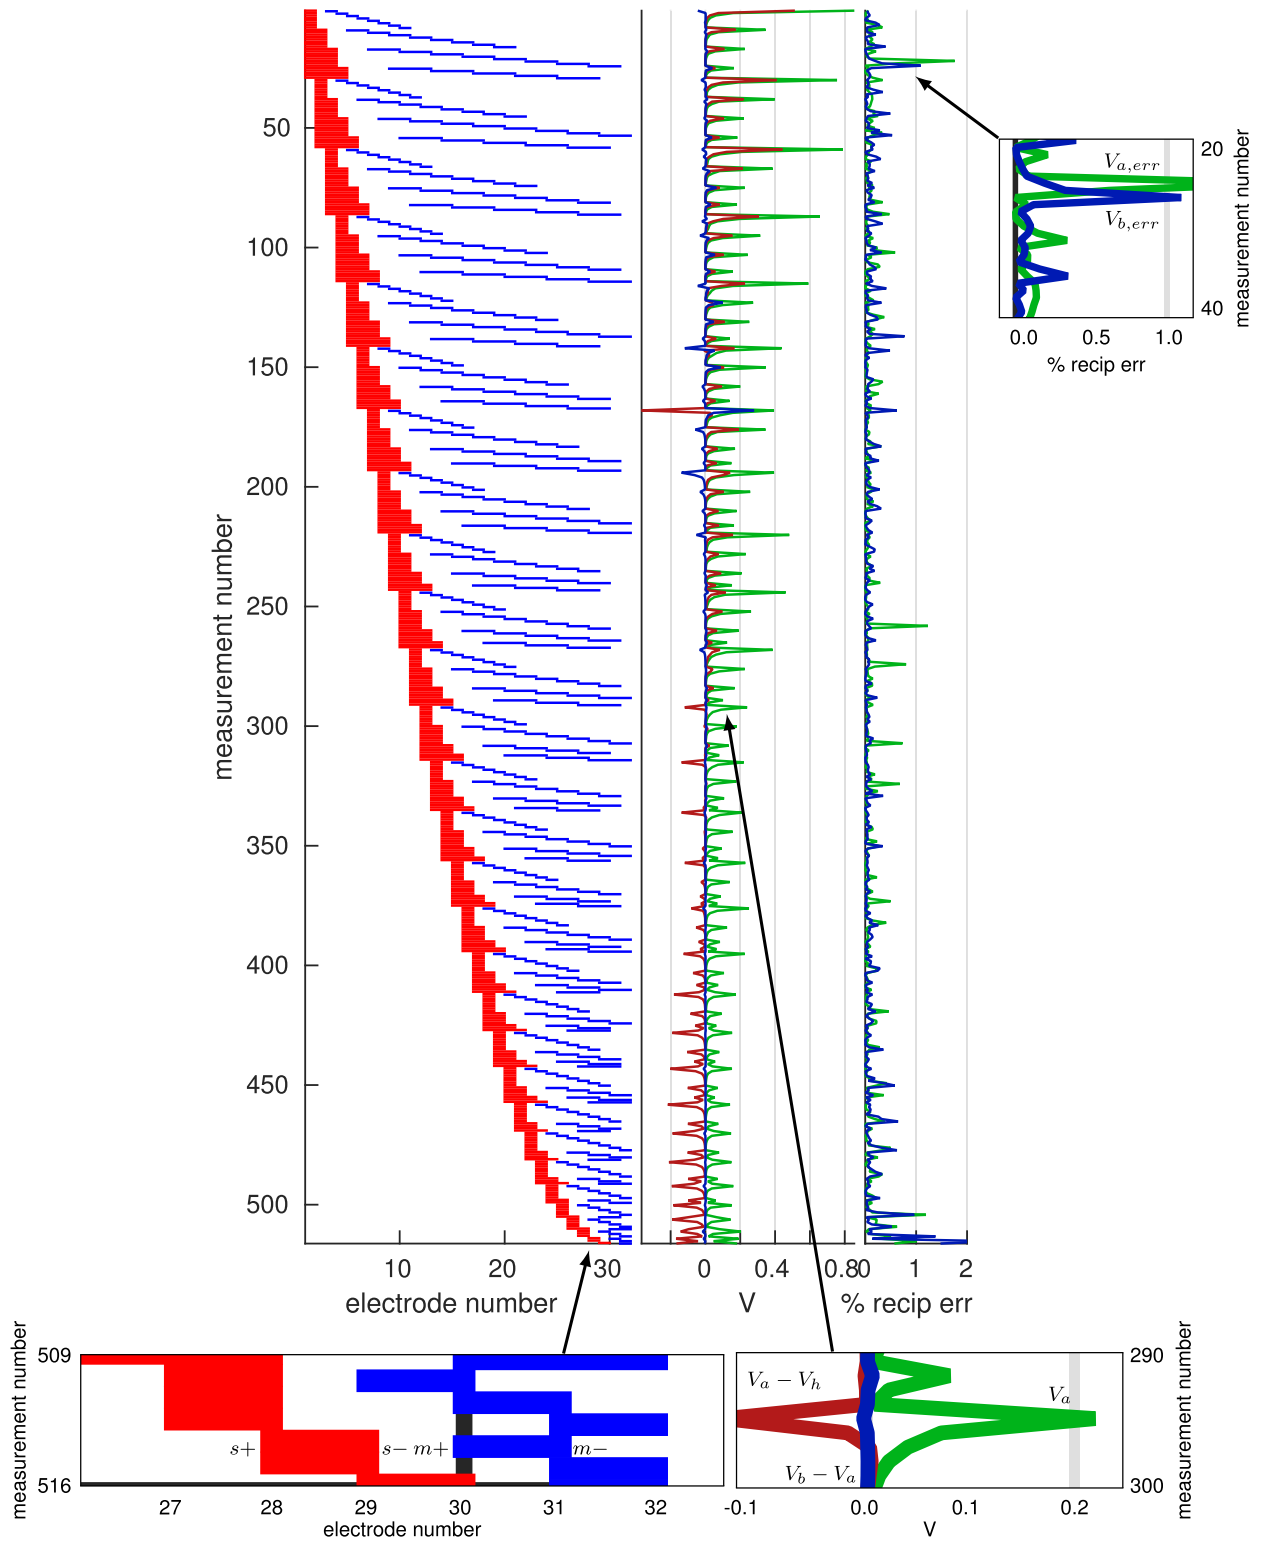 50
100
150
200
250
300
350
400
450
500
measurement number
10
20
30
electrode number
0
0.4
0.8
V
0
1
2
% recip err
V_a,err
V_b,err
20
40
measurement number
0.0
0.5
1.0
% recip err
measurement number
509
516
s+
s−
m+
m−
27
28
29
30
31
32
electrode number
V_a − V_h
V_a
V_b − V_a
290
300
measurement number
-0.1
0.0
0.1
0.2
V